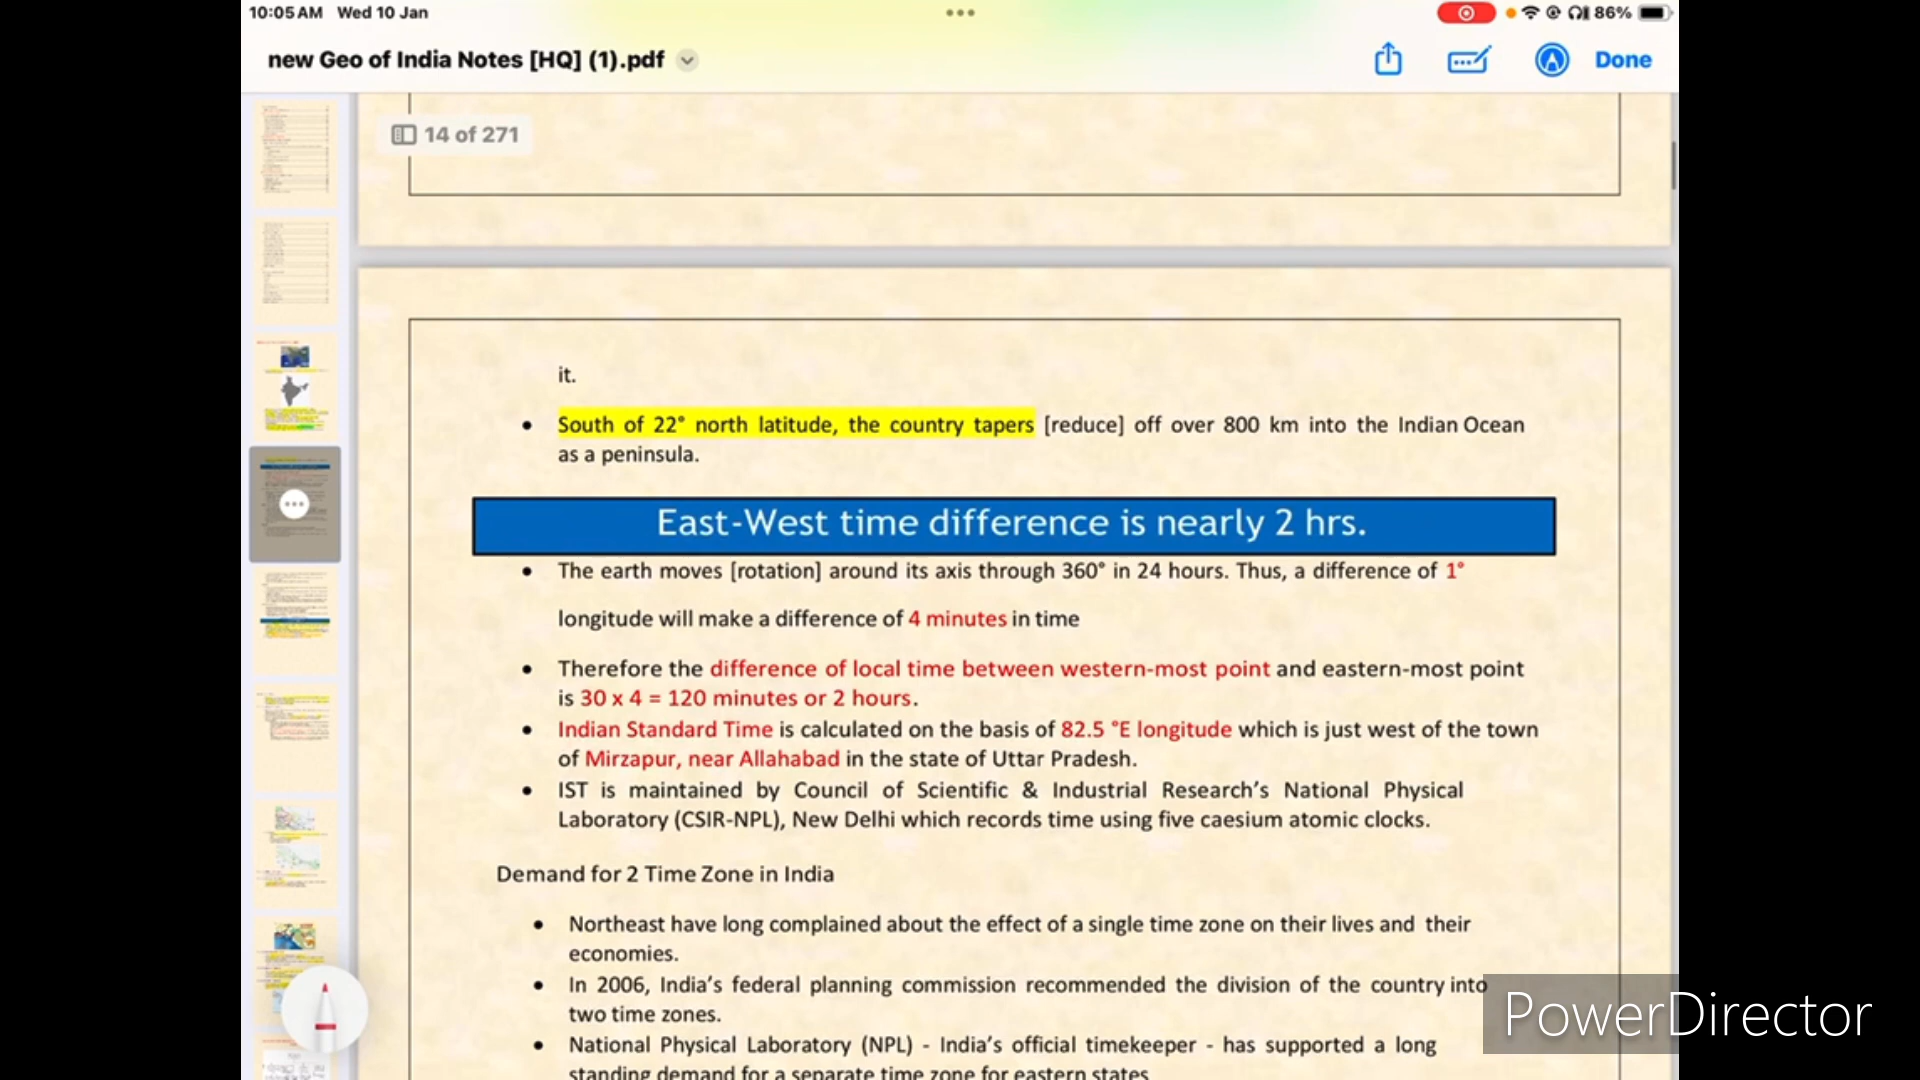 10:05 AM Wed 10 Jan
86%
new Geo of India Notes [HQ] (1).pdf
Done
14 of 271
it.
• South of 22° north latitude, the country tapers [reduce] off over 800 km into the Indian Ocean
as a peninsula.
East-West time difference is nearly 2 hrs.
• The earth moves [rotation] around its axis through 360° in 24 hours. Thus, a difference of 1°
longitude will make a difference of 4 minutes in time
• Therefore the difference of local time between western-most point and eastern-most point
is 30 x 4 = 120 minutes or 2 hours.
• Indian Standard Time is calculated on the basis of 82.5 °E longitude which is just west of the town
of Mirzapur, near Allahabad in the state of Uttar Pradesh.
• IST is maintained by Council of Scientific & Industrial Research’s National Physical
Laboratory (CSIR-NPL), New Delhi which records time using five caesium atomic clocks.
Demand for 2 Time Zone in India
• Northeast have long complained about the effect of a single time zone on their lives and their
economies.
• In 2006, India’s federal planning commission recommended the division of the country into
two time zones.
• National Physical Laboratory (NPL) - India’s official timekeeper - has supported a long
standing demand for a separate time zone for eastern states
PowerDirector